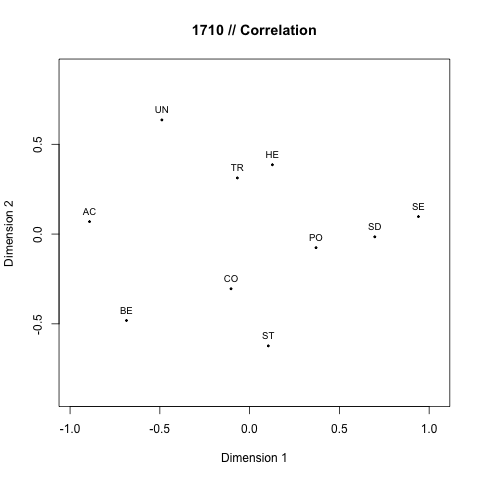 1710 // Correlation
UN
HE
TR
AC
SE
SD
PO
CO
BE
ST
Dimension 2
0.5
0.0
-0.5
-1.0 -0.5 0.0 0.5 1.0
Dimension 1